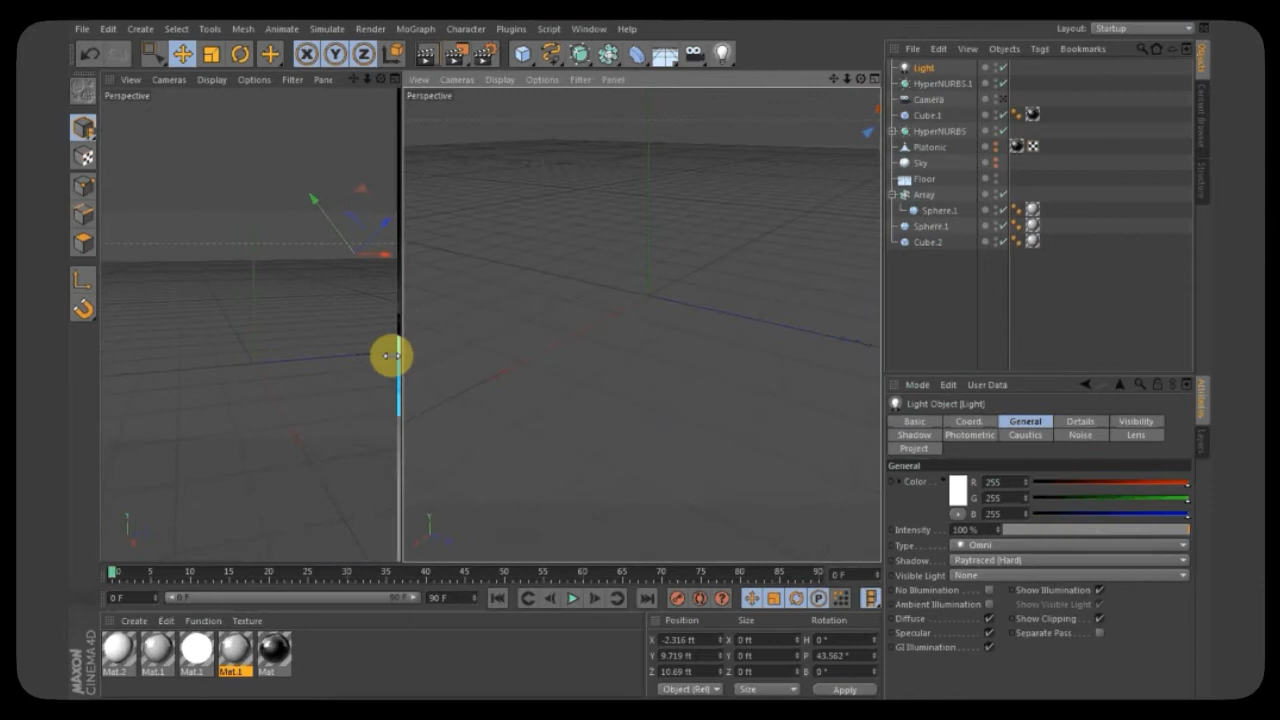 File Edit Create Select Tools Mesh Animate Simulate Render MoGraph Character Plugins Script Window Help
Layout: Startup
X Y Z
File Edit View Objects Tags Bookmarks
View Cameras Display Options Filter Pane
View Cameras Display Options Filter Panel
Perspective
Perspective
Light
HyperNURBS.1
Camera
Cube.1
HyperNURBS
Platonic
Sky
Floor
Array
Sphere.1
Sphere.1
Cube.2
Objects
Content Browser
Structure
Mode Edit User Data
Light Object [Light]
Basic Coord. General Details Visibility
Shadow Photometric Caustics Noise Lens
Project
General
Color R 255
G 255
B 255
Intensity 100 %
Type Omni
Shadow Raytraced (Hard)
Visible Light None
No Illumination Show Illumination
Ambient Illumination Show Visible Light
Diffuse Show Clipping
Specular Separate Pass
GI Illumination
Attributes
Layers
0 5 10 15 20 25 30 35 40 45 50 55 60 65 70 75 80 85 90 0 F
0 F 0 F 90 F 90 F
P
Create Edit Function Texture
Mat.2 Mat.1 Mat.1 Mat.1 Mat
Position Size Rotation
X -2.316 ft X 0 ft H 0 °
Y 9.719 ft Y 0 ft P 43.562 °
Z 10.69 ft Z 0 ft B 0 °
Object (Rel) Size Apply
MAXON
CINEMA 4D